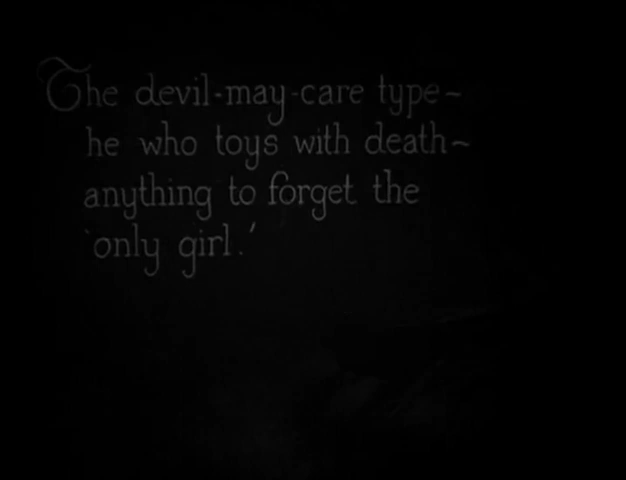 The devil-may-care type~
he who toys with death~
anything to forget the
'only girl.'